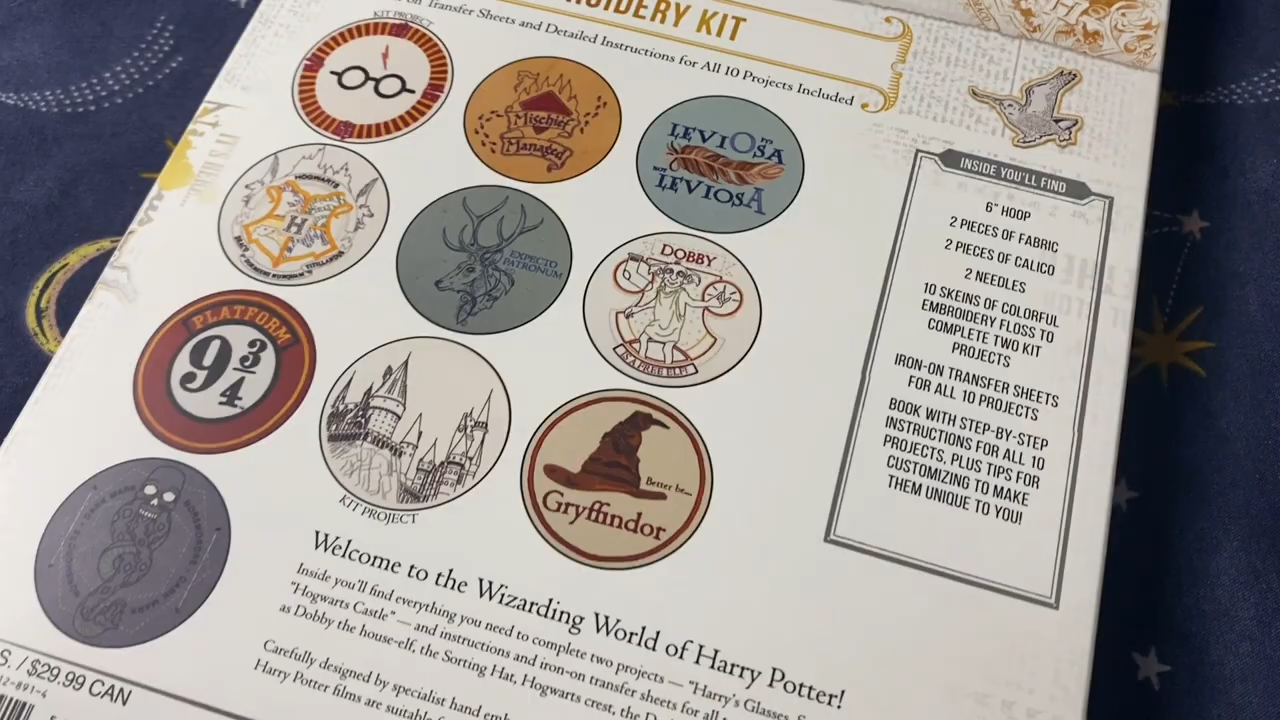 EMBROIDERY KIT
on Transfer Sheets and Detailed Instructions for All 10 Projects Included
KIT PROJECT
Mischief
Managed
LEVIOSA
NOT
LEVIOSA
HOGWARTS
H
EXPECTO
PATRONUM
DOBBY
IS A FREE ELF!
PLATFORM
9 3/4
KIT PROJECT
Better be...
Gryffindor
INSIDE YOU'LL FIND
6" HOOP
2 PIECES OF FABRIC
2 PIECES OF CALICO
2 NEEDLES
10 SKEINS OF COLORFUL
EMBROIDERY FLOSS TO
COMPLETE TWO KIT
PROJECTS
IRON-ON TRANSFER SHEETS
FOR ALL 10 PROJECTS
BOOK WITH STEP-BY-STEP
INSTRUCTIONS FOR ALL 10
PROJECTS, PLUS TIPS FOR
CUSTOMIZING TO MAKE
THEM UNIQUE TO YOU!
Welcome to the Wizarding World of Harry Potter!
Inside you'll find everything you need to complete two projects — "Harry's Glasses
"Hogwarts Castle" — and instructions and iron-on transfer sheets for all
as Dobby the house-elf, the Sorting Hat, Hogwarts crest, the
Carefully designed by specialist hand
Harry Potter films are suitable
S. / $29.99 CAN
12-891-4